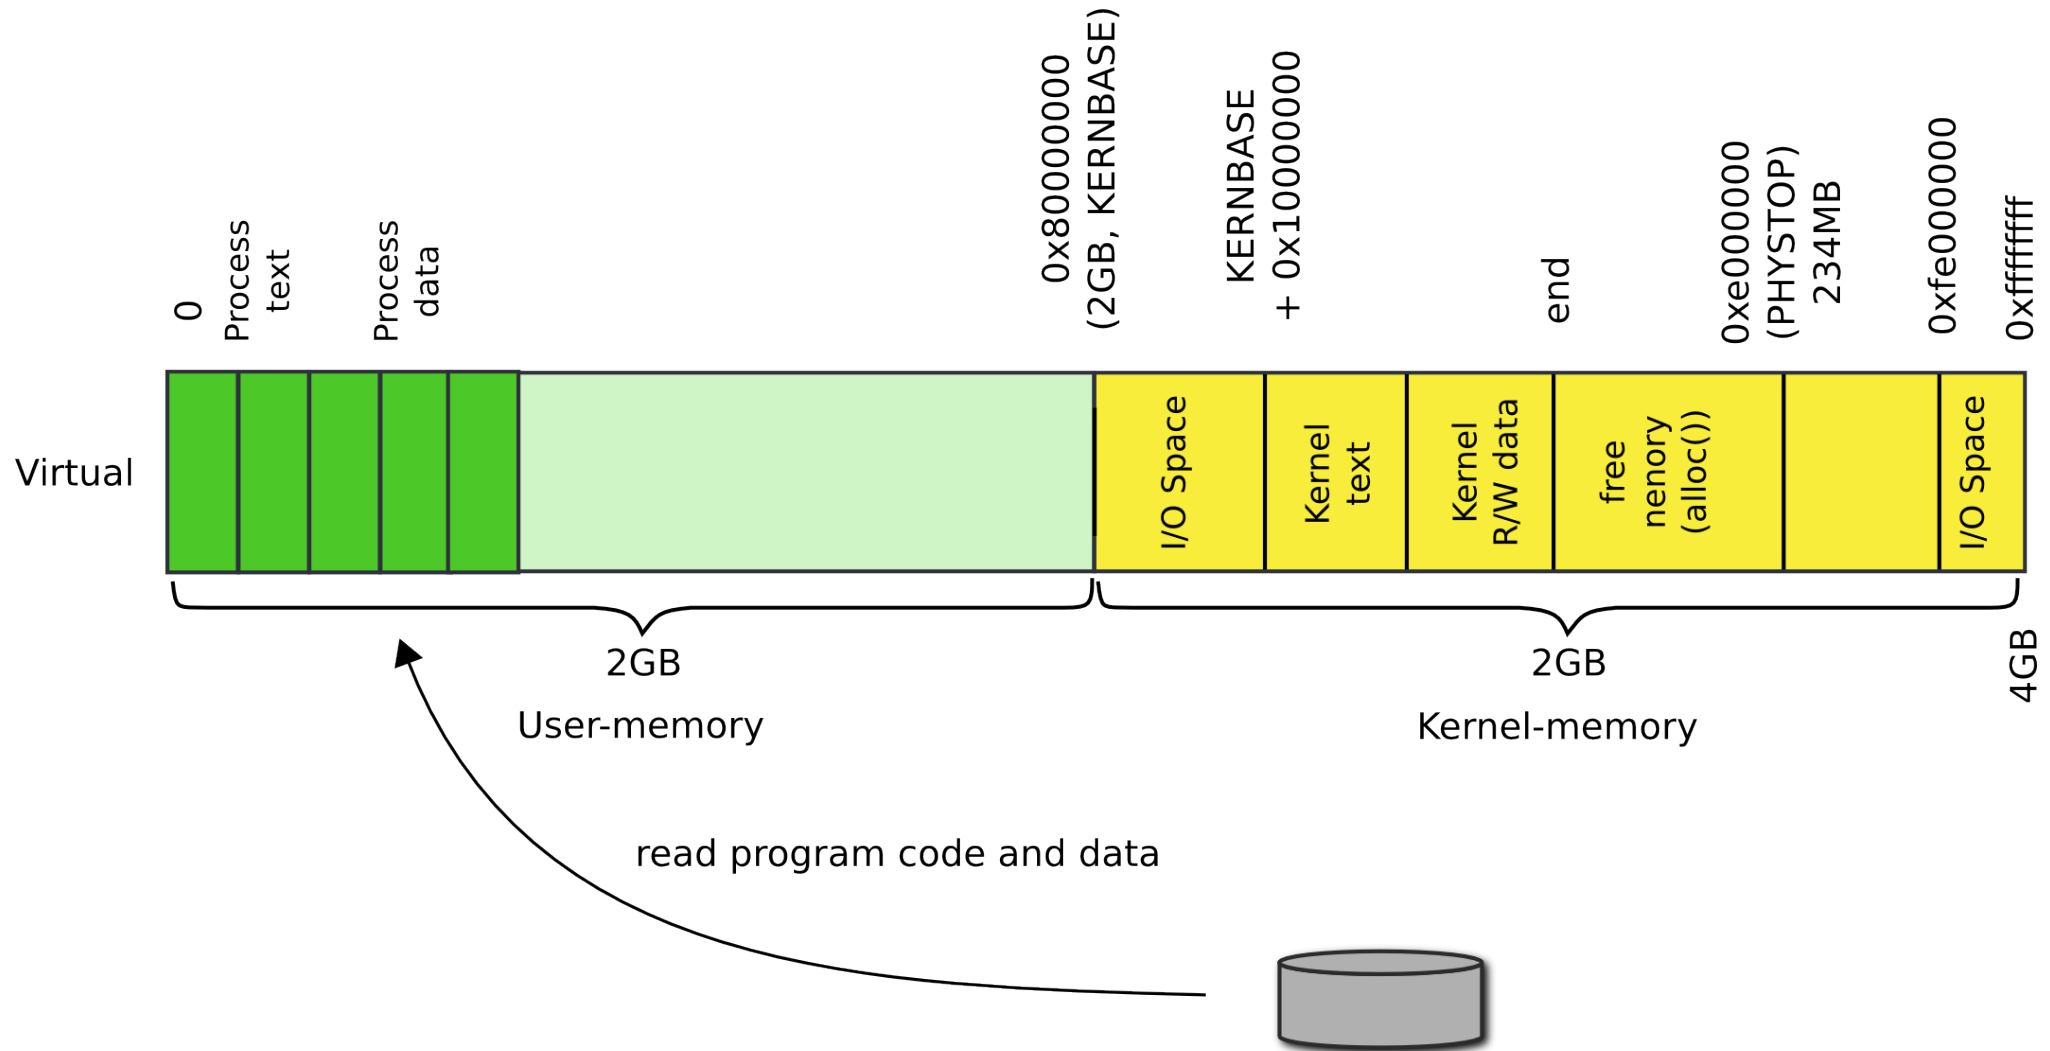 0
Process
text
Process
data
0x80000000
(2GB, KERNBASE)
KERNBASE
+ 0x10000000
end
0xe000000
(PHYSTOP)
234MB
0xfe000000
0xffffffff
Virtual
I/O Space
Kernel
text
Kernel
R/W data
free
nenory
(alloc())
I/O Space
2GB
User-memory
2GB
Kernel-memory
4GB
read program code and data